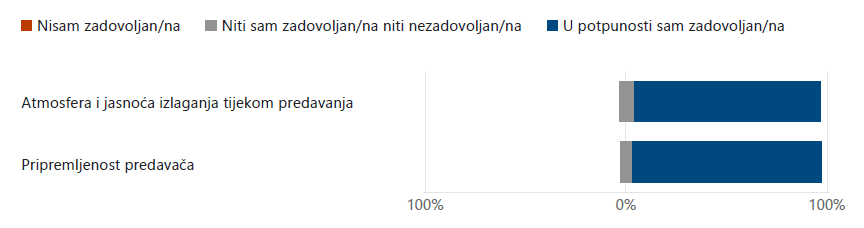 Nisam zadovoljan/na Niti sam zadovoljan/na niti nezadovoljan/na U potpunosti sam zadovoljan/na
Atmosfera i jasnoća izlaganja tijekom predavanja
Pripremljenost predavača
100% 0% 100%